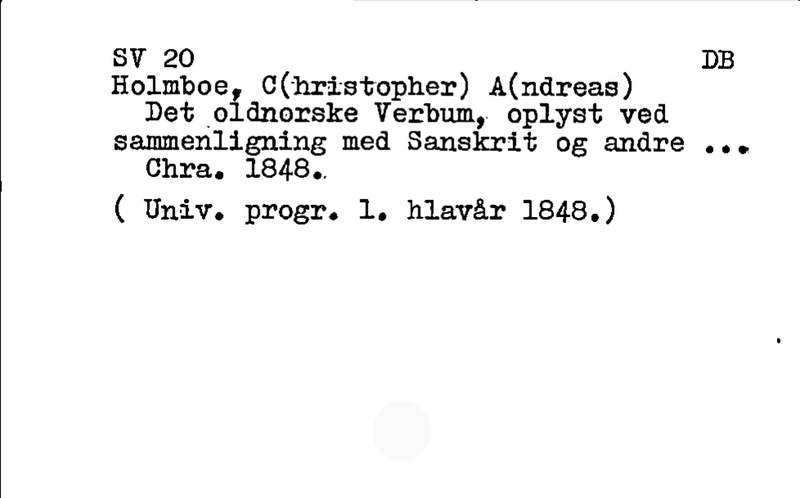 SV 20 DB
Holmboe, C(hristopher) A(ndreas)
Det oldnorske Verbum, oplyst ved
sammenligning med Sanskrit og andre ...
Chra. 1848.
( Univ. progr. 1. hlavår 1848.)